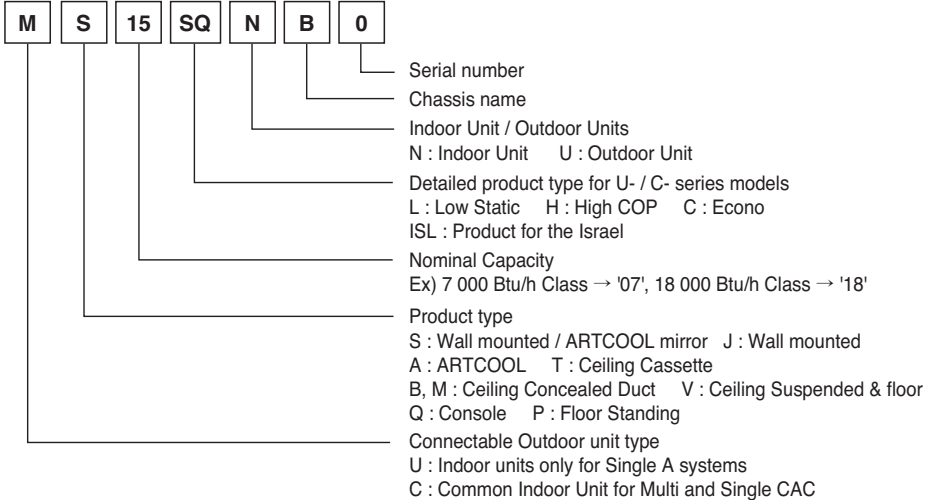 M S 15 SQ N B 0
Serial number
Chassis name
Indoor Unit / Outdoor Units
N : Indoor Unit U : Outdoor Unit
Detailed product type for U- / C- series models
L : Low Static H : High COP C : Econo
ISL : Product for the Israel
Nominal Capacity
Ex) 7 000 Btu/h Class → '07', 18 000 Btu/h Class → '18'
Product type
S : Wall mounted / ARTCOOL mirror J : Wall mounted
A : ARTCOOL T : Ceiling Cassette
B, M : Ceiling Concealed Duct V : Ceiling Suspended & floor
Q : Console P : Floor Standing
Connectable Outdoor unit type
U : Indoor units only for Single A systems
C : Common Indoor Unit for Multi and Single CAC